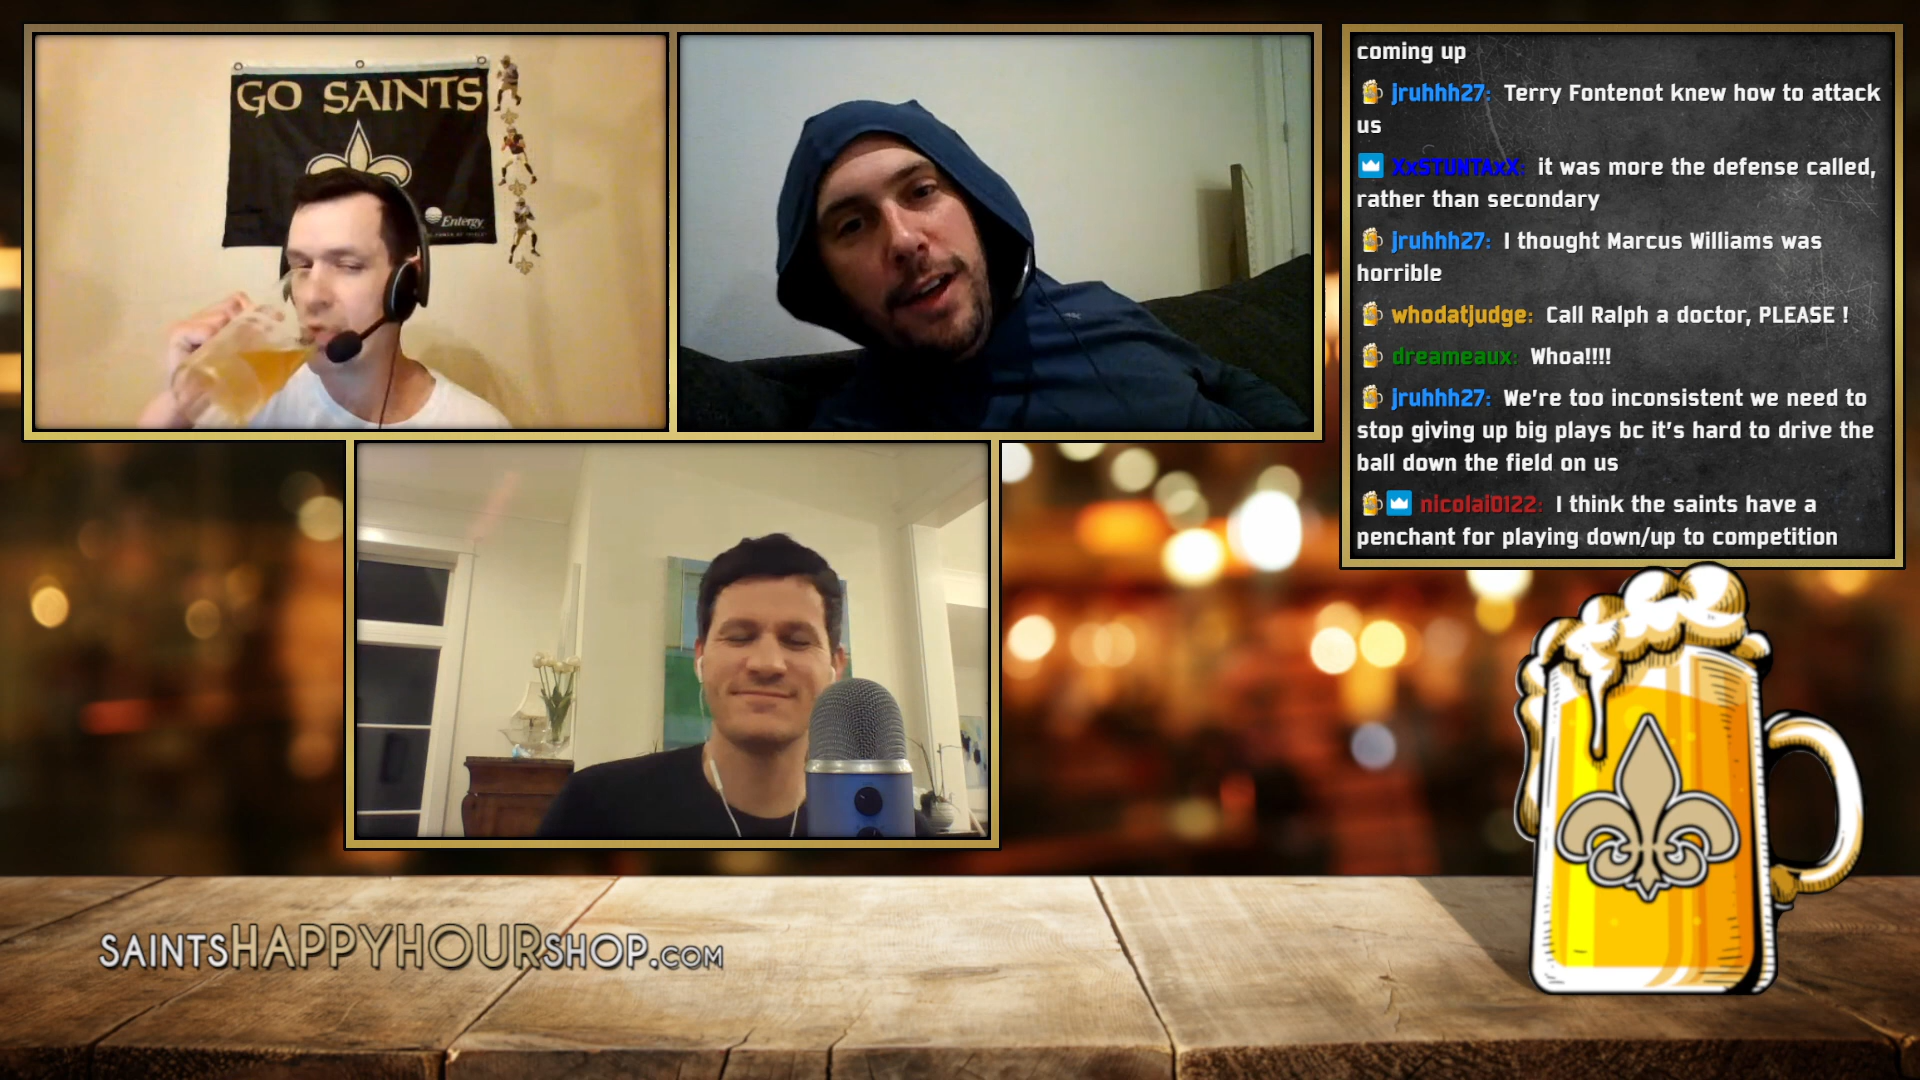 GO SAINTS
Entergy
coming up
jruhhh27: Terry Fontenot knew how to attack
us
XxSTUNTAxX: it was more the defense called,
rather than secondary
jruhhh27: I thought Marcus Williams was
horrible
whodatjudge: Call Ralph a doctor, PLEASE !
dreameaux: Whoa!!!!
jruhhh27: We're too inconsistent we need to
stop giving up big plays bc it's hard to drive the
ball down the field on us
nicolai0122: I think the saints have a
penchant for playing down/up to competition
SAINTSHAPPYHOURSHOP.COM